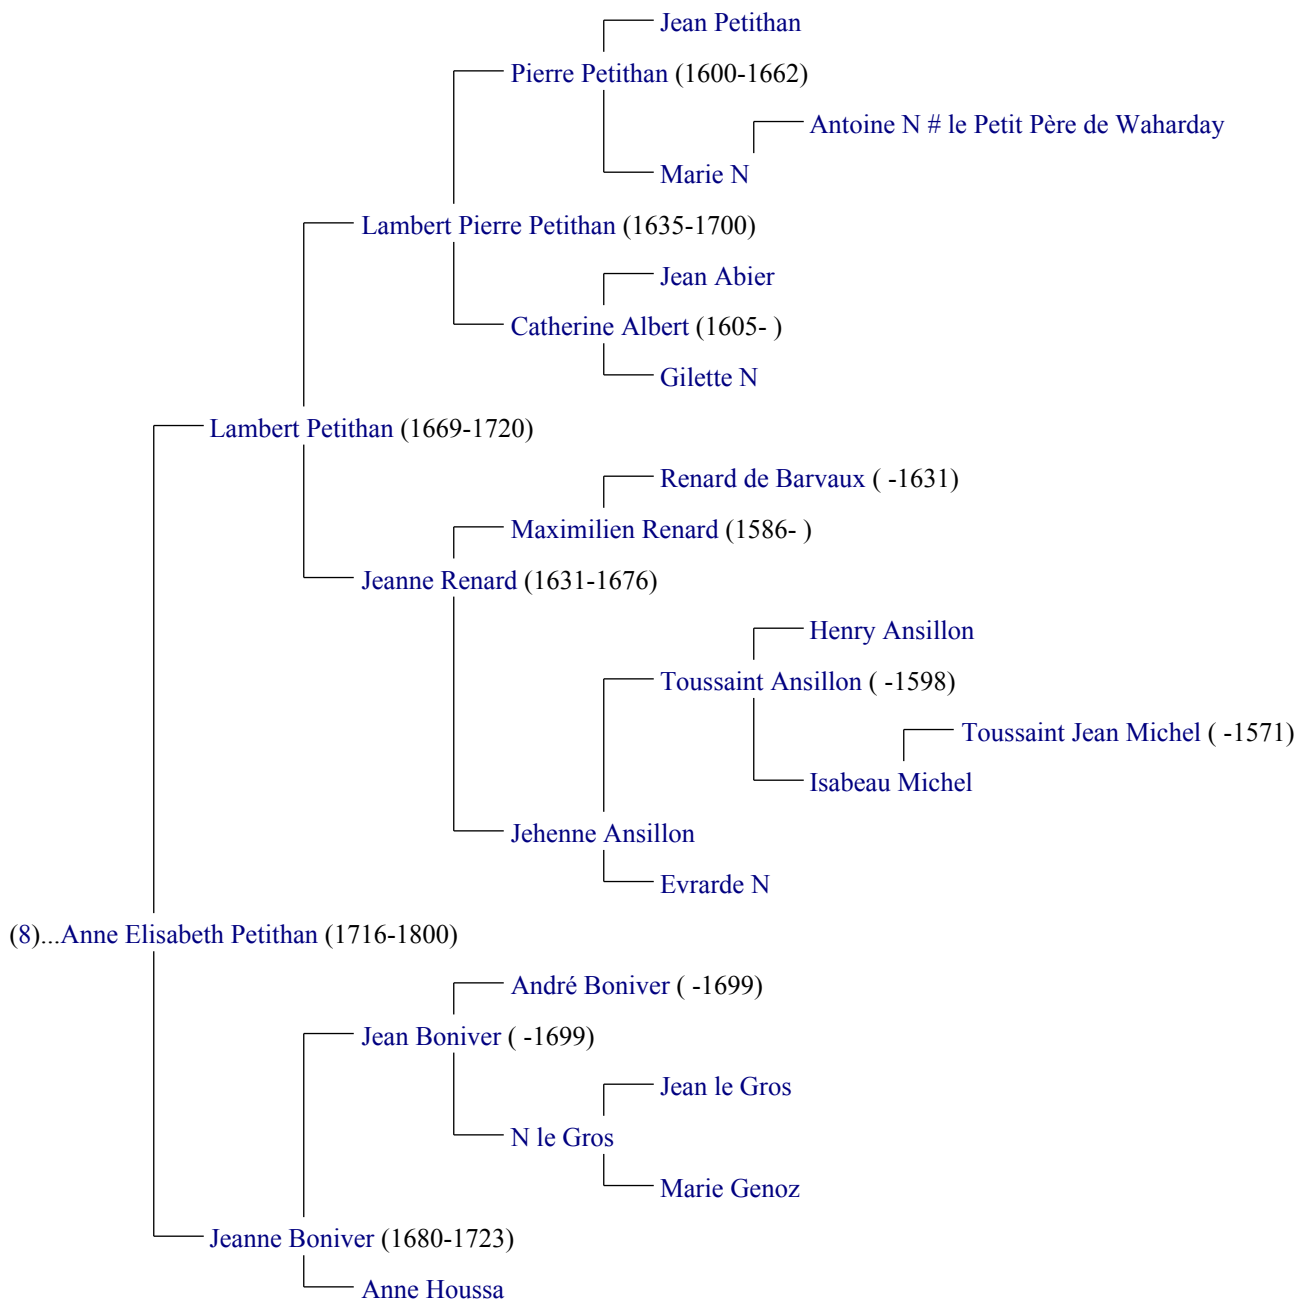 Jean Petithan
Pierre Petithan (1600-1662)
Antoine N # le Petit Père de Waharday
Marie N
Lambert Pierre Petithan (1635-1700)
Jean Abier
Catherine Albert (1605- )
Gilette N
Lambert Petithan (1669-1720)
Renard de Barvaux ( -1631)
Maximilien Renard (1586- )
Jeanne Renard (1631-1676)
Henry Ansillon
Toussaint Ansillon ( -1598)
Toussaint Jean Michel ( -1571)
Isabeau Michel
Jehenne Ansillon
Evrarde N
(8)...Anne Elisabeth Petithan (1716-1800)
André Boniver ( -1699)
Jean Boniver ( -1699)
Jean le Gros
N le Gros
Marie Genoz
Jeanne Boniver (1680-1723)
Anne Houssa